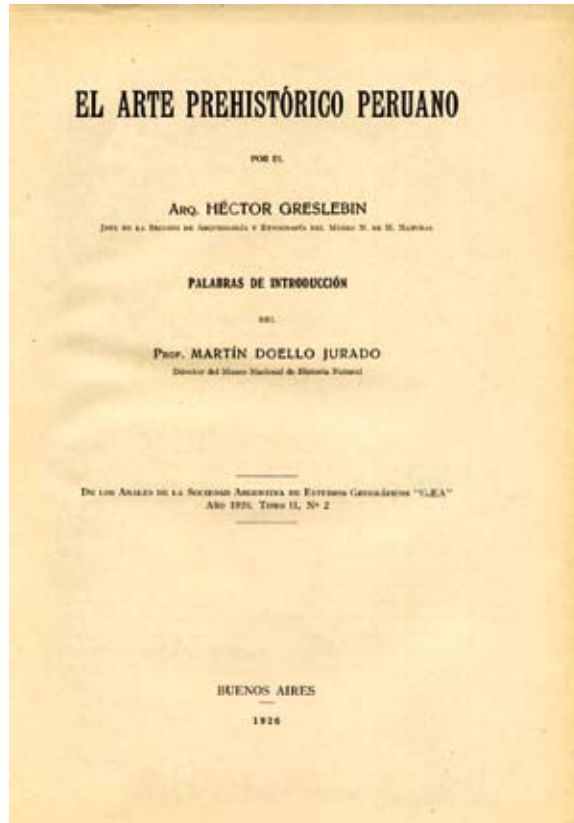 EL ARTE PREHISTÓRICO PERUANO
POR EL
ARQ. HÉCTOR GRESLEBIN
JEFE DE LA SECCIÓN DE ARQUEOLOGÍA Y ETNOGRAFÍA DEL MUSEO N. DE H. NATURAL
PALABRAS DE INTRODUCCIÓN
DEL
PROF. MARTÍN DOELLO JURADO
Director del Museo Nacional de Historia Natural
DE LOS ANALES DE LA SOCIEDAD ARGENTINA DE ESTUDIOS GEOGRÁFICOS "GÆA"
AÑO 1926. TOMO II, Nº 2
BUENOS AIRES
1926